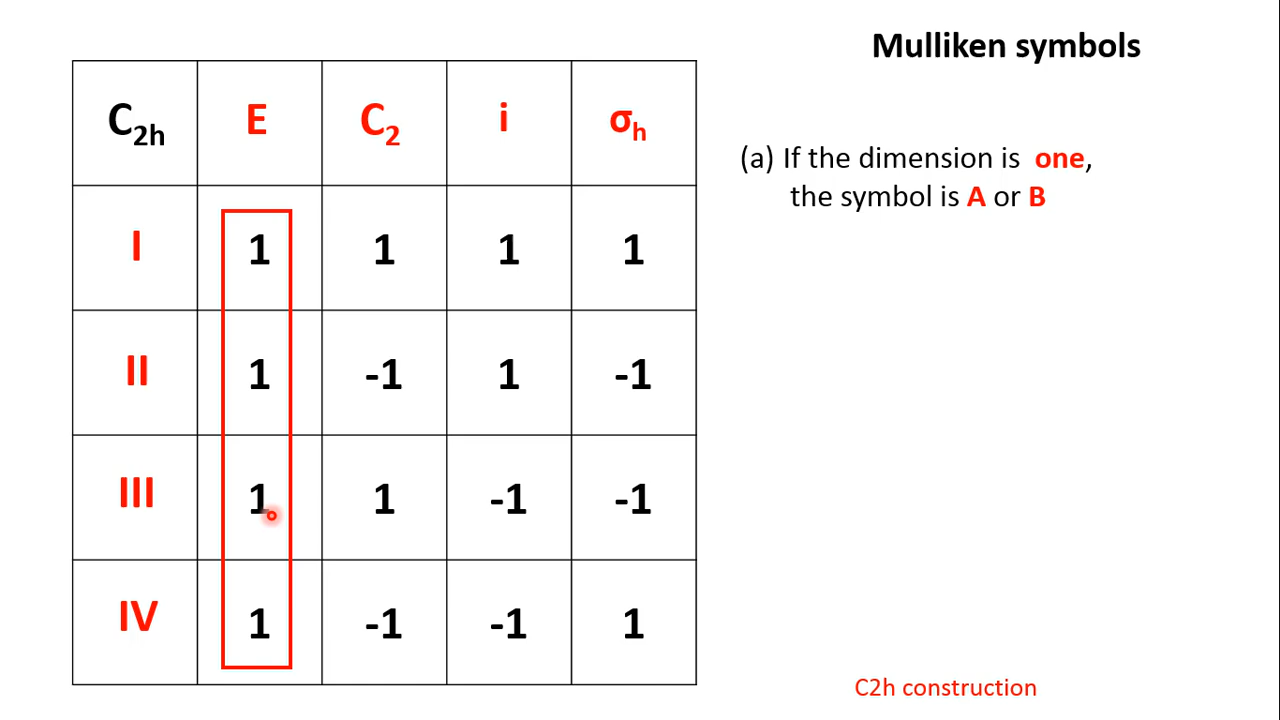 Mulliken symbols
C₂ₕ E C₂ i σₕ
I 1 1 1 1
II 1 -1 1 -1
III 1 1 -1 -1
IV 1 -1 -1 1
(a) If the dimension is one,
the symbol is A or B
C2h construction